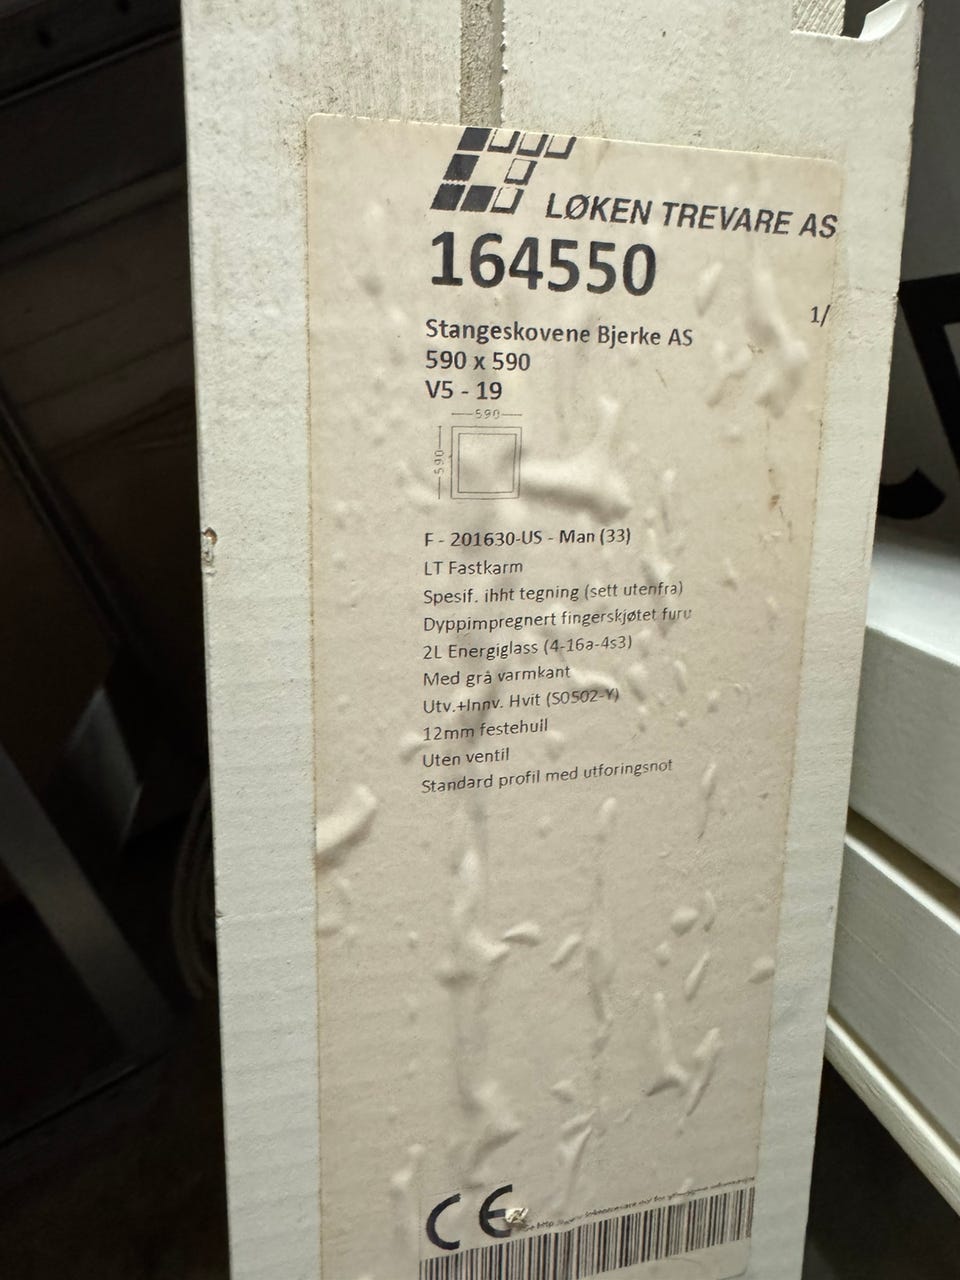 LØKEN TREVARE AS
164550
1/
Stangeskovene Bjerke AS
590 x 590
V5 - 19
590
590
F - 201630-US - Man (33)
LT Fastkarm
Spesif. ihht tegning (sett utenfra)
Dyppimpregnert fingerskjøtet furu
2L Energiglass (4-16a-4s3)
Med grå varmkant
Utv.+Innv. Hvit (S0502-Y)
12mm festehull
Uten ventil
Standard profil med utforingsnot
CE